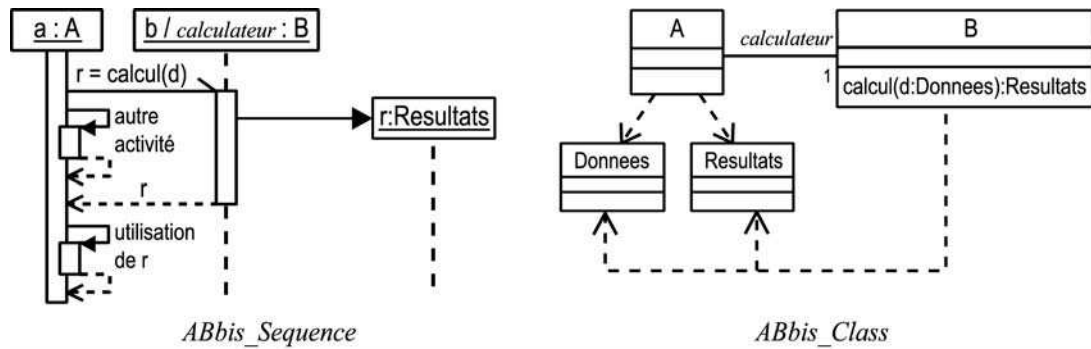 a : A
b / calculateur : B
r = calcul(d)
autre
activité
r:Resultats
r
utilisation
de r
ABbis_Sequence
A
calculateur
1
B
calcul(d:Donnees):Resultats
Donnees
Resultats
ABbis_Class